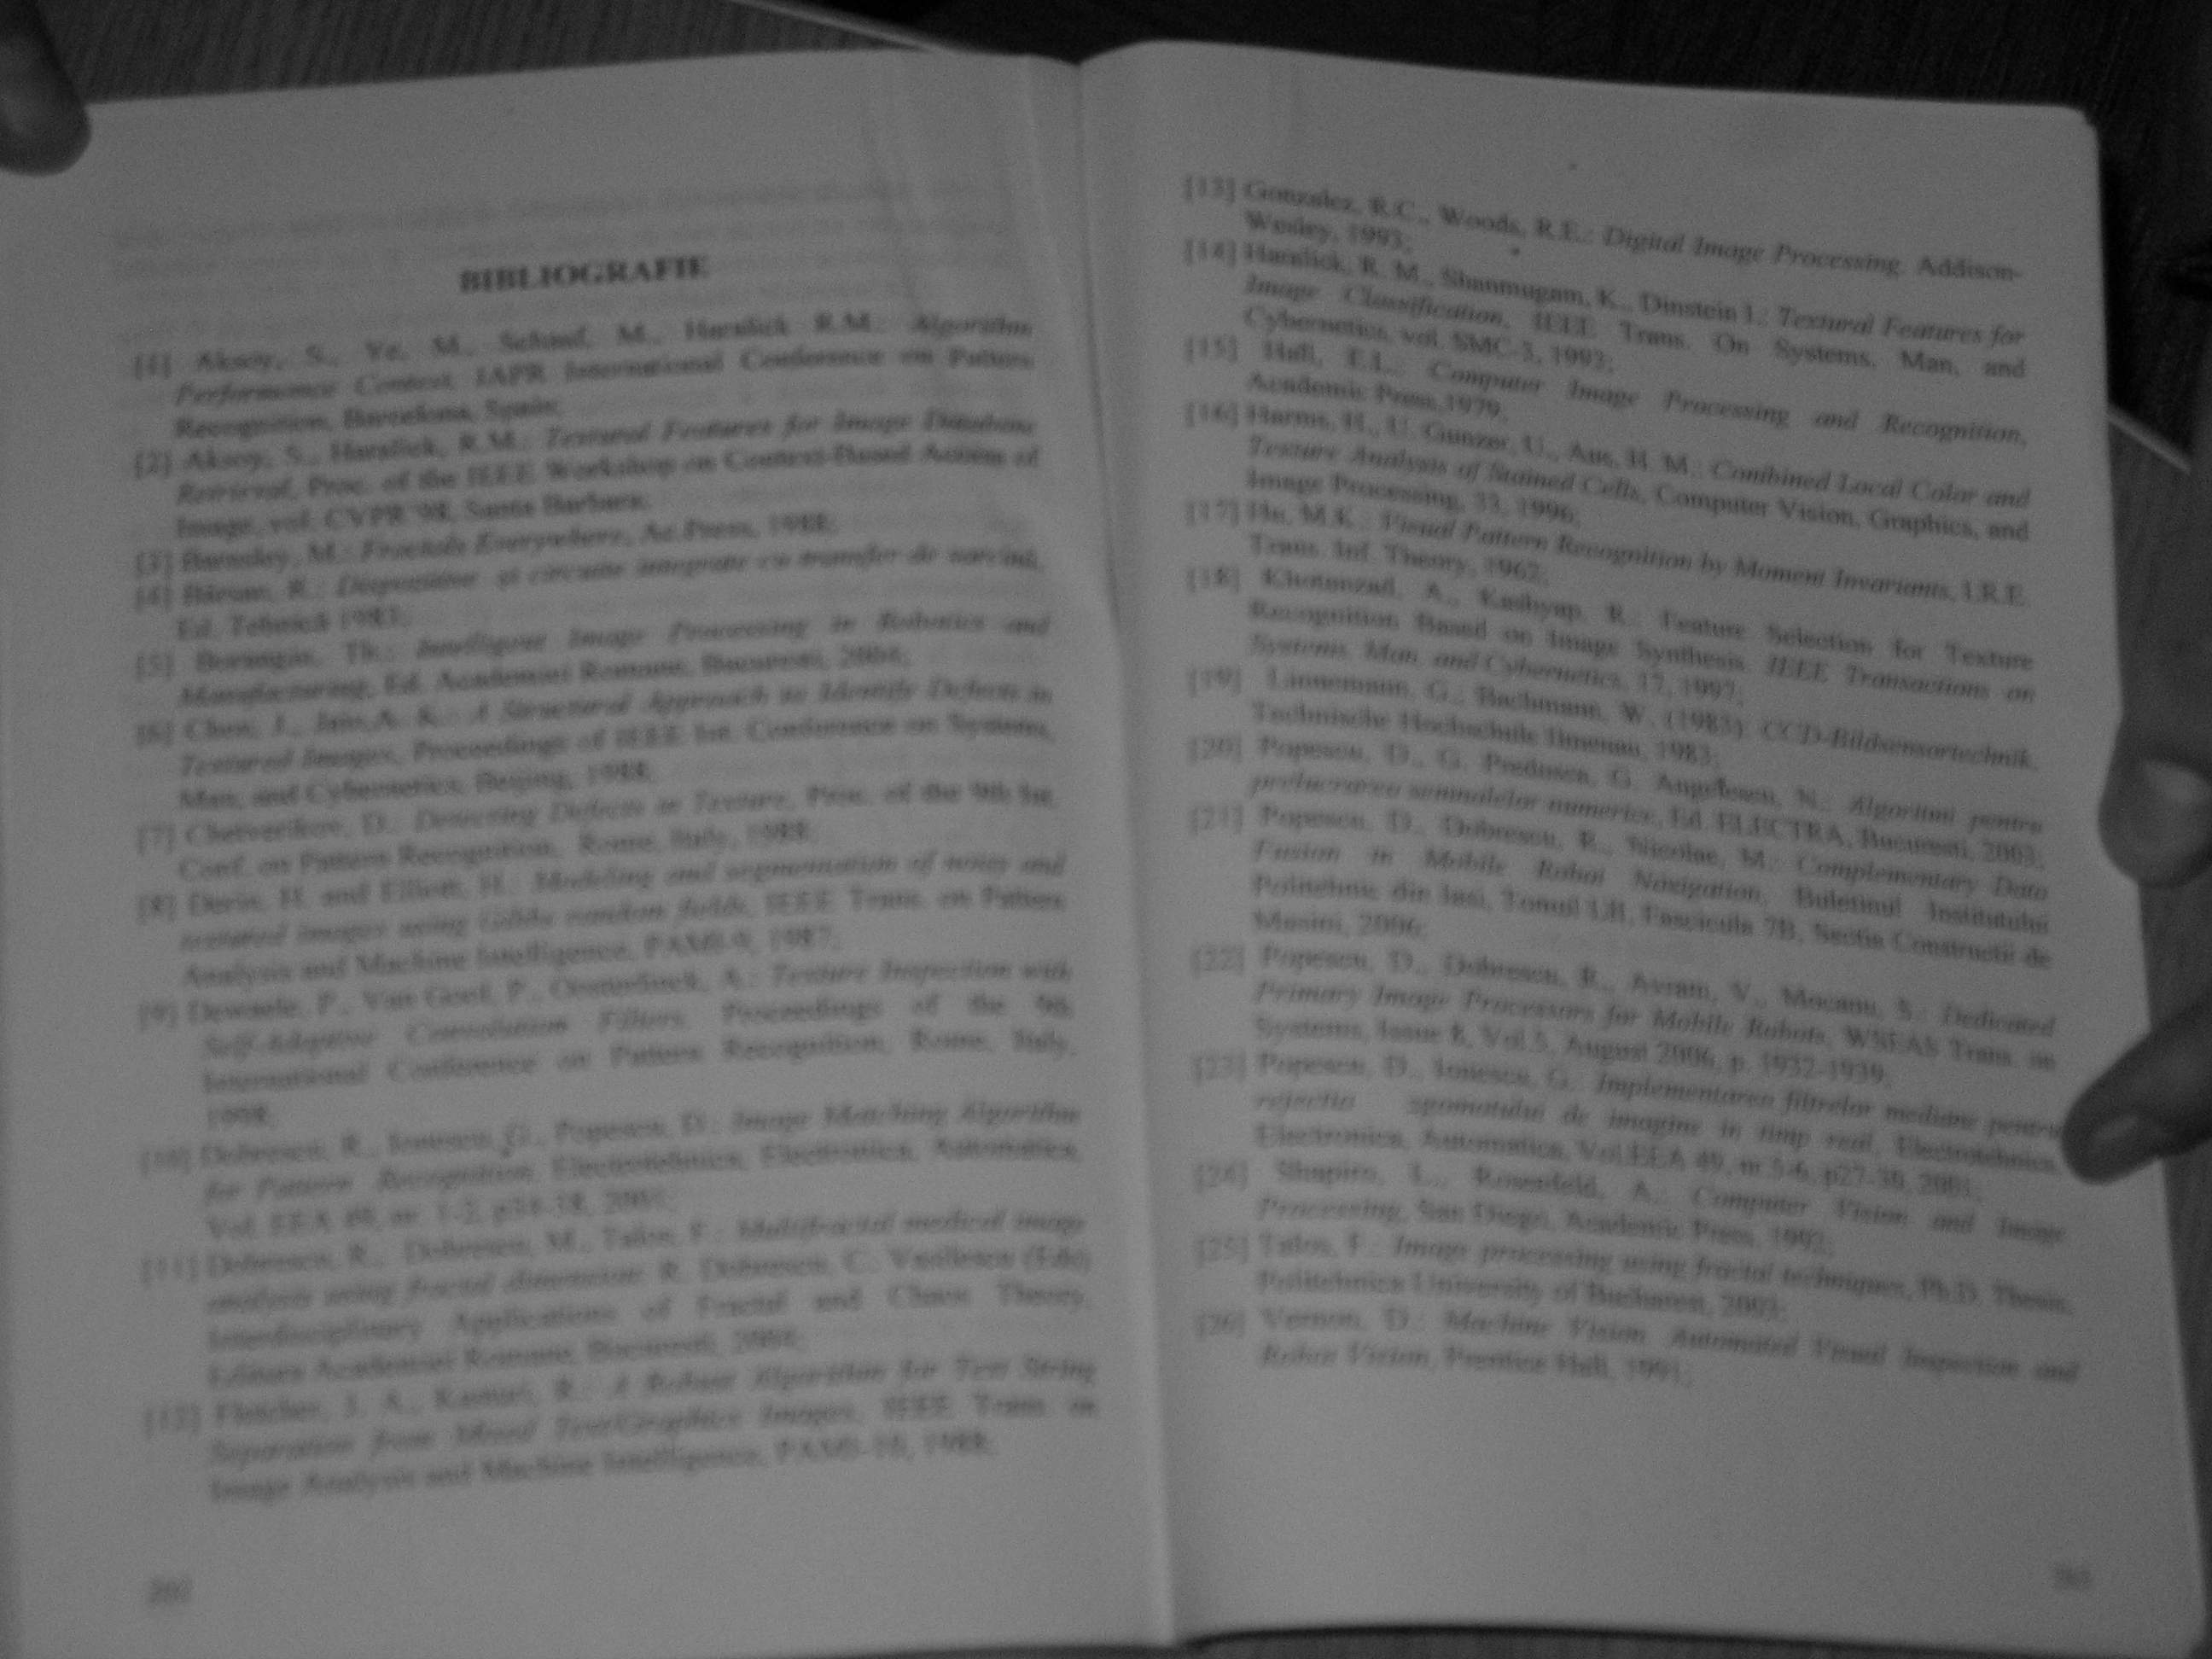 BIBLIOGRAFIE
[1] Aksoy, S., Ye, M., Schauf, M., Haralick R.M.: Algorithm
Performance Contest, IAPR International Conference on Pattern
Recognition, Barcelona, Spain;
[2] Aksoy, S., Haralick, R.M.: Textural Features for Image Database
Retrieval, Proc. of the IEEE Workshop on Content-Based Access of
Image, vol. CVPR'98, Santa Barbara;
[3] Barnsley, M.: Fractals Everywhere, Ac.Press, 1988;
[4] R.: Dispozitive și circuite integrate cu transfer de sarcină,
Ed. Tehnică
[5] Borangiu, Th.: Intelligent Image Processing in Robotics and
Manufacturing, Ed. Academiei Romane, Bucuresti, 2004;
[6] Chen, J., Jain,A. K.: A Structural Approach to Identify Defects in
Textured Images, Proceedings of IEEE Int. Conference on Systems,
Man, and Cybernetics, Beijing, 1988;
[7] D.: Detecting Defects in Texture, Proc. of the 9th Int.
Conf. on Pattern Recognition, Rome, Italy, 1988;
[8] Derin, H. and Elliott, H.: Modeling and segmentation of noisy and
textured images using Gibbs random fields, IEEE Trans. on Pattern
Analysis and Machine Intelligence, PAMI-9, 1987;
[9] Dewaele, P., Van Gool, P., Oosterlinck, A.: Texture Inspection with
Self-Adaptive Convolution Filters, Proceedings of the 9th
International Conference on Pattern Recognition, Rome, Italy,
[10] Dobrescu, R., Ionescu, G., Popescu, D.: Image Matching Algorithm
for Pattern Recognition, Electrotehnica, Electronica, Automatica,
Vol. EEA 49, nr. 1-2,
[11] Dobrescu, R., Dobrescu, M., Talos, F.: Multifractal medical image
analysis using fractal dimension: R. Dobrescu, C. Vasilescu (Eds)
Interdisciplinary Applications of Fractal and Chaos Theory,
Editura Academiei Romane, Bucuresti, 2004;
[12] Fletcher, J. A., Kasturi, R.: A Robust Algorithm for Text String
Separation from Mixed Text/Graphics Images, IEEE Trans. on
Image Analysis and Machine Intelligence, PAMI-10, 1988;
[13] Gonzalez, R.C., Woods, R.E.: Digital Image Processing. Addison-
Wesley, 1993;
[14] Haralick, R. M., Shanmugam, K., Dinstein I.: Textural Features for
Image Classification, IEEE Trans. On Systems, Man, and
Cybernetics, vol. SMC-3, 1992;
[15] Hall, E.L.: Computer Image Processing and Recognition,
Academic Press,1979;
[16] Harms, H., U. Gunzer, U., Aus, H. M.: Combined Local Color and
Texture Analysis of Stained Cells, Computer Vision, Graphics, and
Image Processing, 33, 1996;
[17] Hu, M.K.: Visual Pattern Recognition by Moment Invariants, I.R.E.
Trans. Inf. Theory, 1962;
[18] Khotanzad, A., Kashyap, R.: Feature Selection for Texture
Recognition Based on Image Synthesis. IEEE Transactions on
Systems, Man, and Cybernetics, 17, 1997;
[19] Linnemann, G., Bachmann, W. (1983). CCD-Bildsensortechnik,
Technische Hochschule Ilmenau, 1983;
[20] Popescu, D., G. G. Angelescu, N.: Algoritmi pentru
prelucrarea semnalelor numerice, Ed. ELECTRA, Bucuresti, 2003;
[21] Popescu, D., Dobrescu, R., Nicolae, M.: Complementary Data
Fusion in Mobile Robot Navigation, Buletinul Institutului
Politehnic din Iasi, Tomul LII, Fascicula 7B, Sectia Constructii de
Masini, 2006;
[22] Popescu, D., Dobrescu, R., Avram, V., Mocanu, S.: Dedicated
Primary Image Processors for Mobile Robots, WSEAS Trans. on
Systems, Issue 8, Vol.5, August 2006, p. 1932-1939;
[23] Popescu, D., Ionescu, G.: Implementarea filtrelor mediane pentru
rejectia zgomotului de imagine in timp real, Electrotehnica,
Electronica, Automatica, Vol.EEA 49, nr.5-6, p27-30, 2001;
[24] Shapiro, L., Rosenfeld, A.: Computer Vision and Image
Processing, San Diego, Academic Press, 1992;
[25] Talos, F.: Image processing using fractal techniques, Ph.D. Thesis,
Politehnica University of Bucharest, 2003;
[26] Vernon, D.: Machine Vision. Automated Visual Inspection and
Robot Vision, Prentice Hall, 1991;